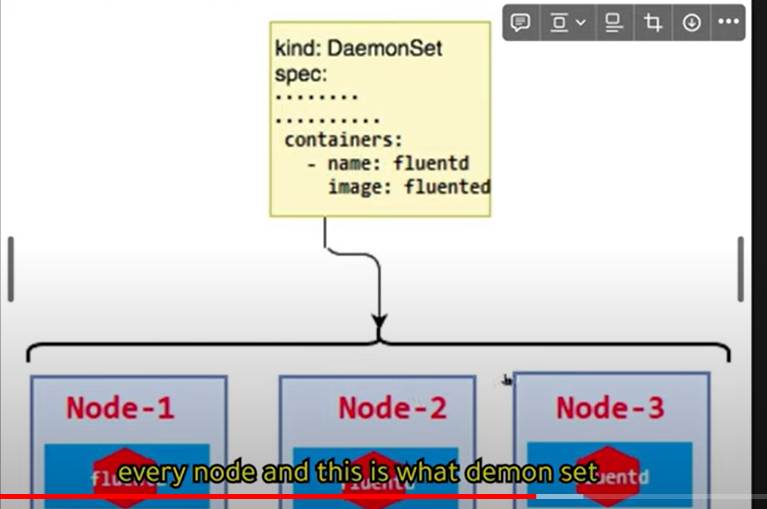 kind: DaemonSet
spec:
........
..........
containers:
- name: fluentd
image: fluented
Node-1
Node-2
Node-3
every node and this is what demon set